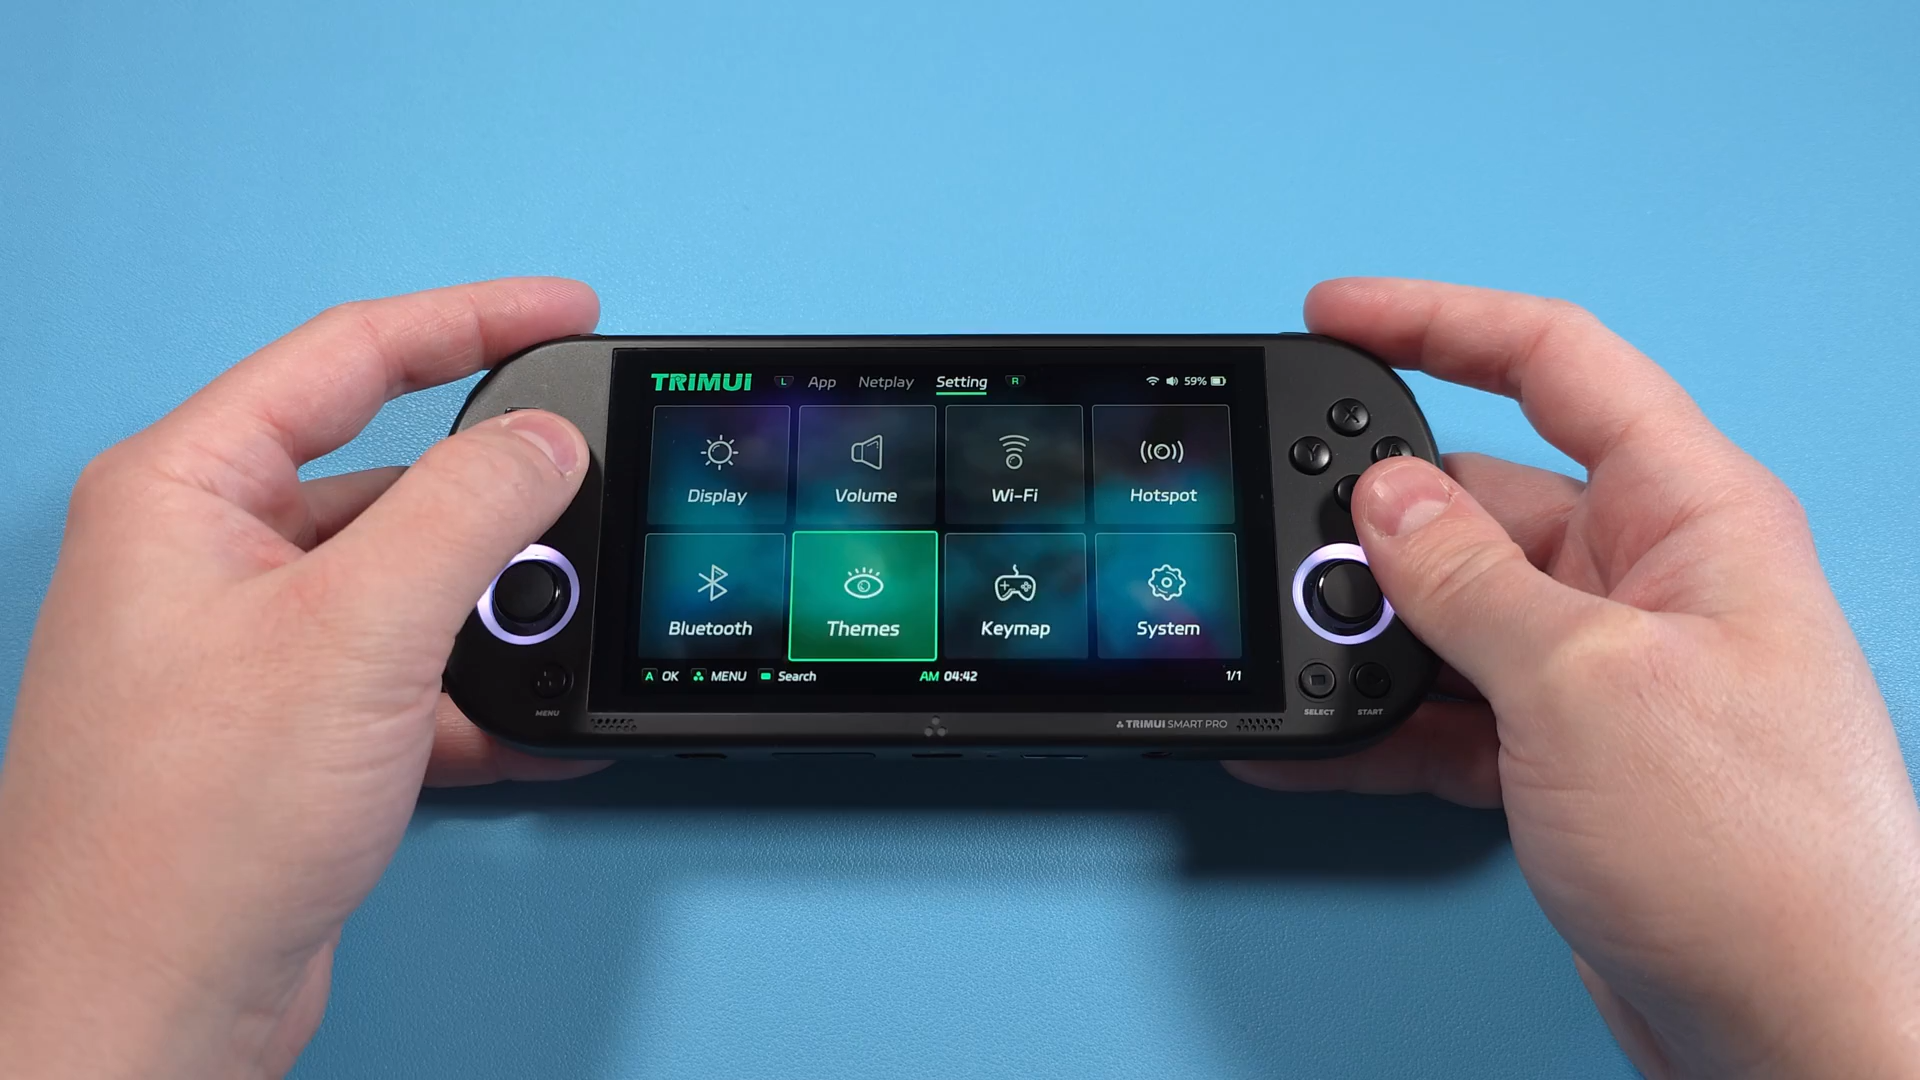 TRIMUI L App Netplay Setting R 59%
Display Volume Wi-Fi Hotspot
Bluetooth Themes Keymap System
A OK MENU Search AM 04:42 1/1
X
Y A
MENU SELECT START
TRIMUI SMART PRO